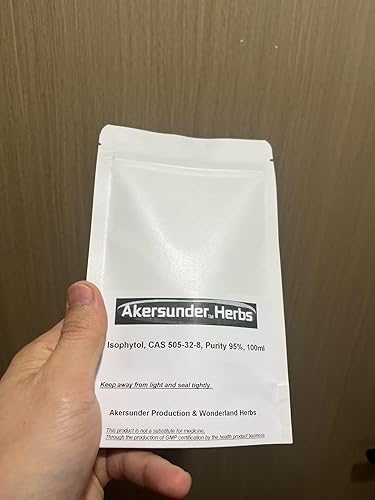 Akersunder™ Herbs
Isophytol, CAS 505-32-8, Purity 95%, 100ml
Keep away from light and seal tightly.
Akersunder Production & Wonderland Herbs
This product is not a substitute for medicine.
Through the production of GMP certification by the health product business